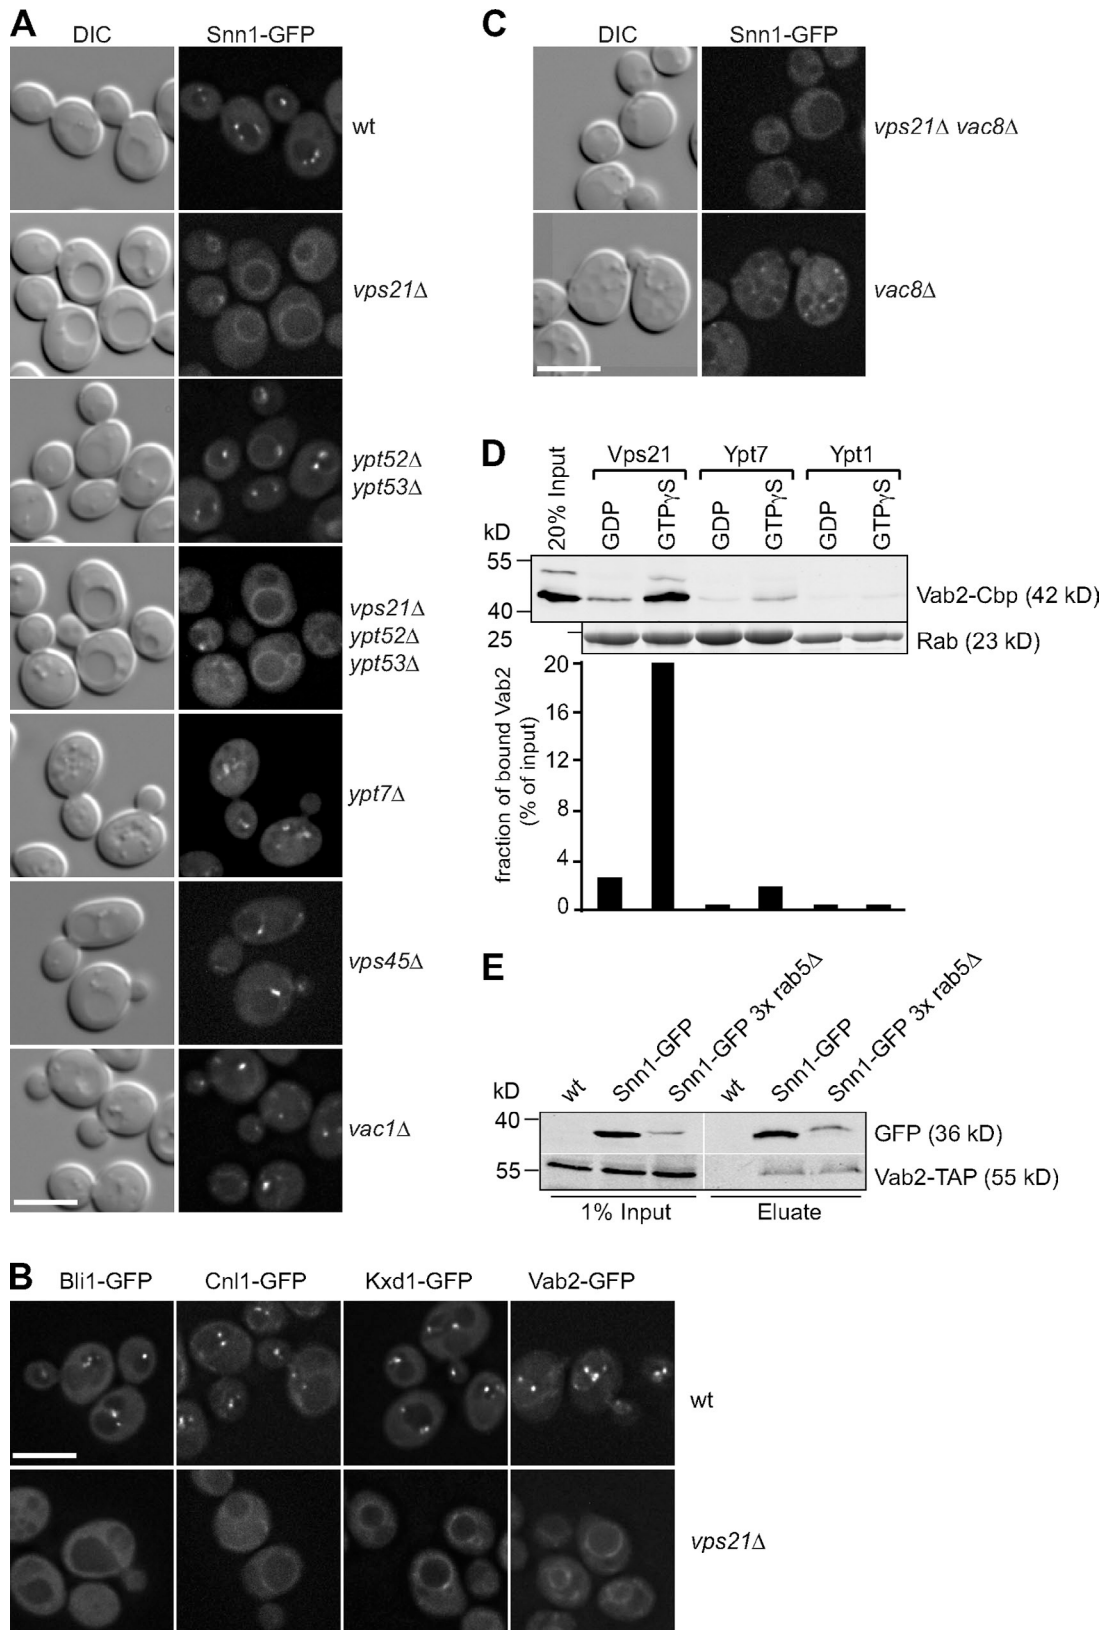 A
DIC
Snn1-GFP
wt
vps21Δ
ypt52Δ
ypt53Δ
vps21Δ
ypt52Δ
ypt53Δ
ypt7Δ
vps45Δ
vac1Δ
B
Bli1-GFP
Cnl1-GFP
Kxd1-GFP
Vab2-GFP
wt
vps21Δ
C
DIC
Snn1-GFP
vps21Δ vac8Δ
vac8Δ
D
Vps21 Ypt7 Ypt1
20% Input
GDP
GTPγS
GDP
GTPγS
GDP
GTPγS
kD
55
40
Vab2-Cbp (42 kD)
25
Rab (23 kD)
fraction of bound Vab2
(% of input)
20
16
12
8
4
0
E
wt
Snn1-GFP
Snn1-GFP 3x rab5Δ
wt
Snn1-GFP
Snn1-GFP 3x rab5Δ
kD
40
GFP (36 kD)
55
Vab2-TAP (55 kD)
1% Input
Eluate